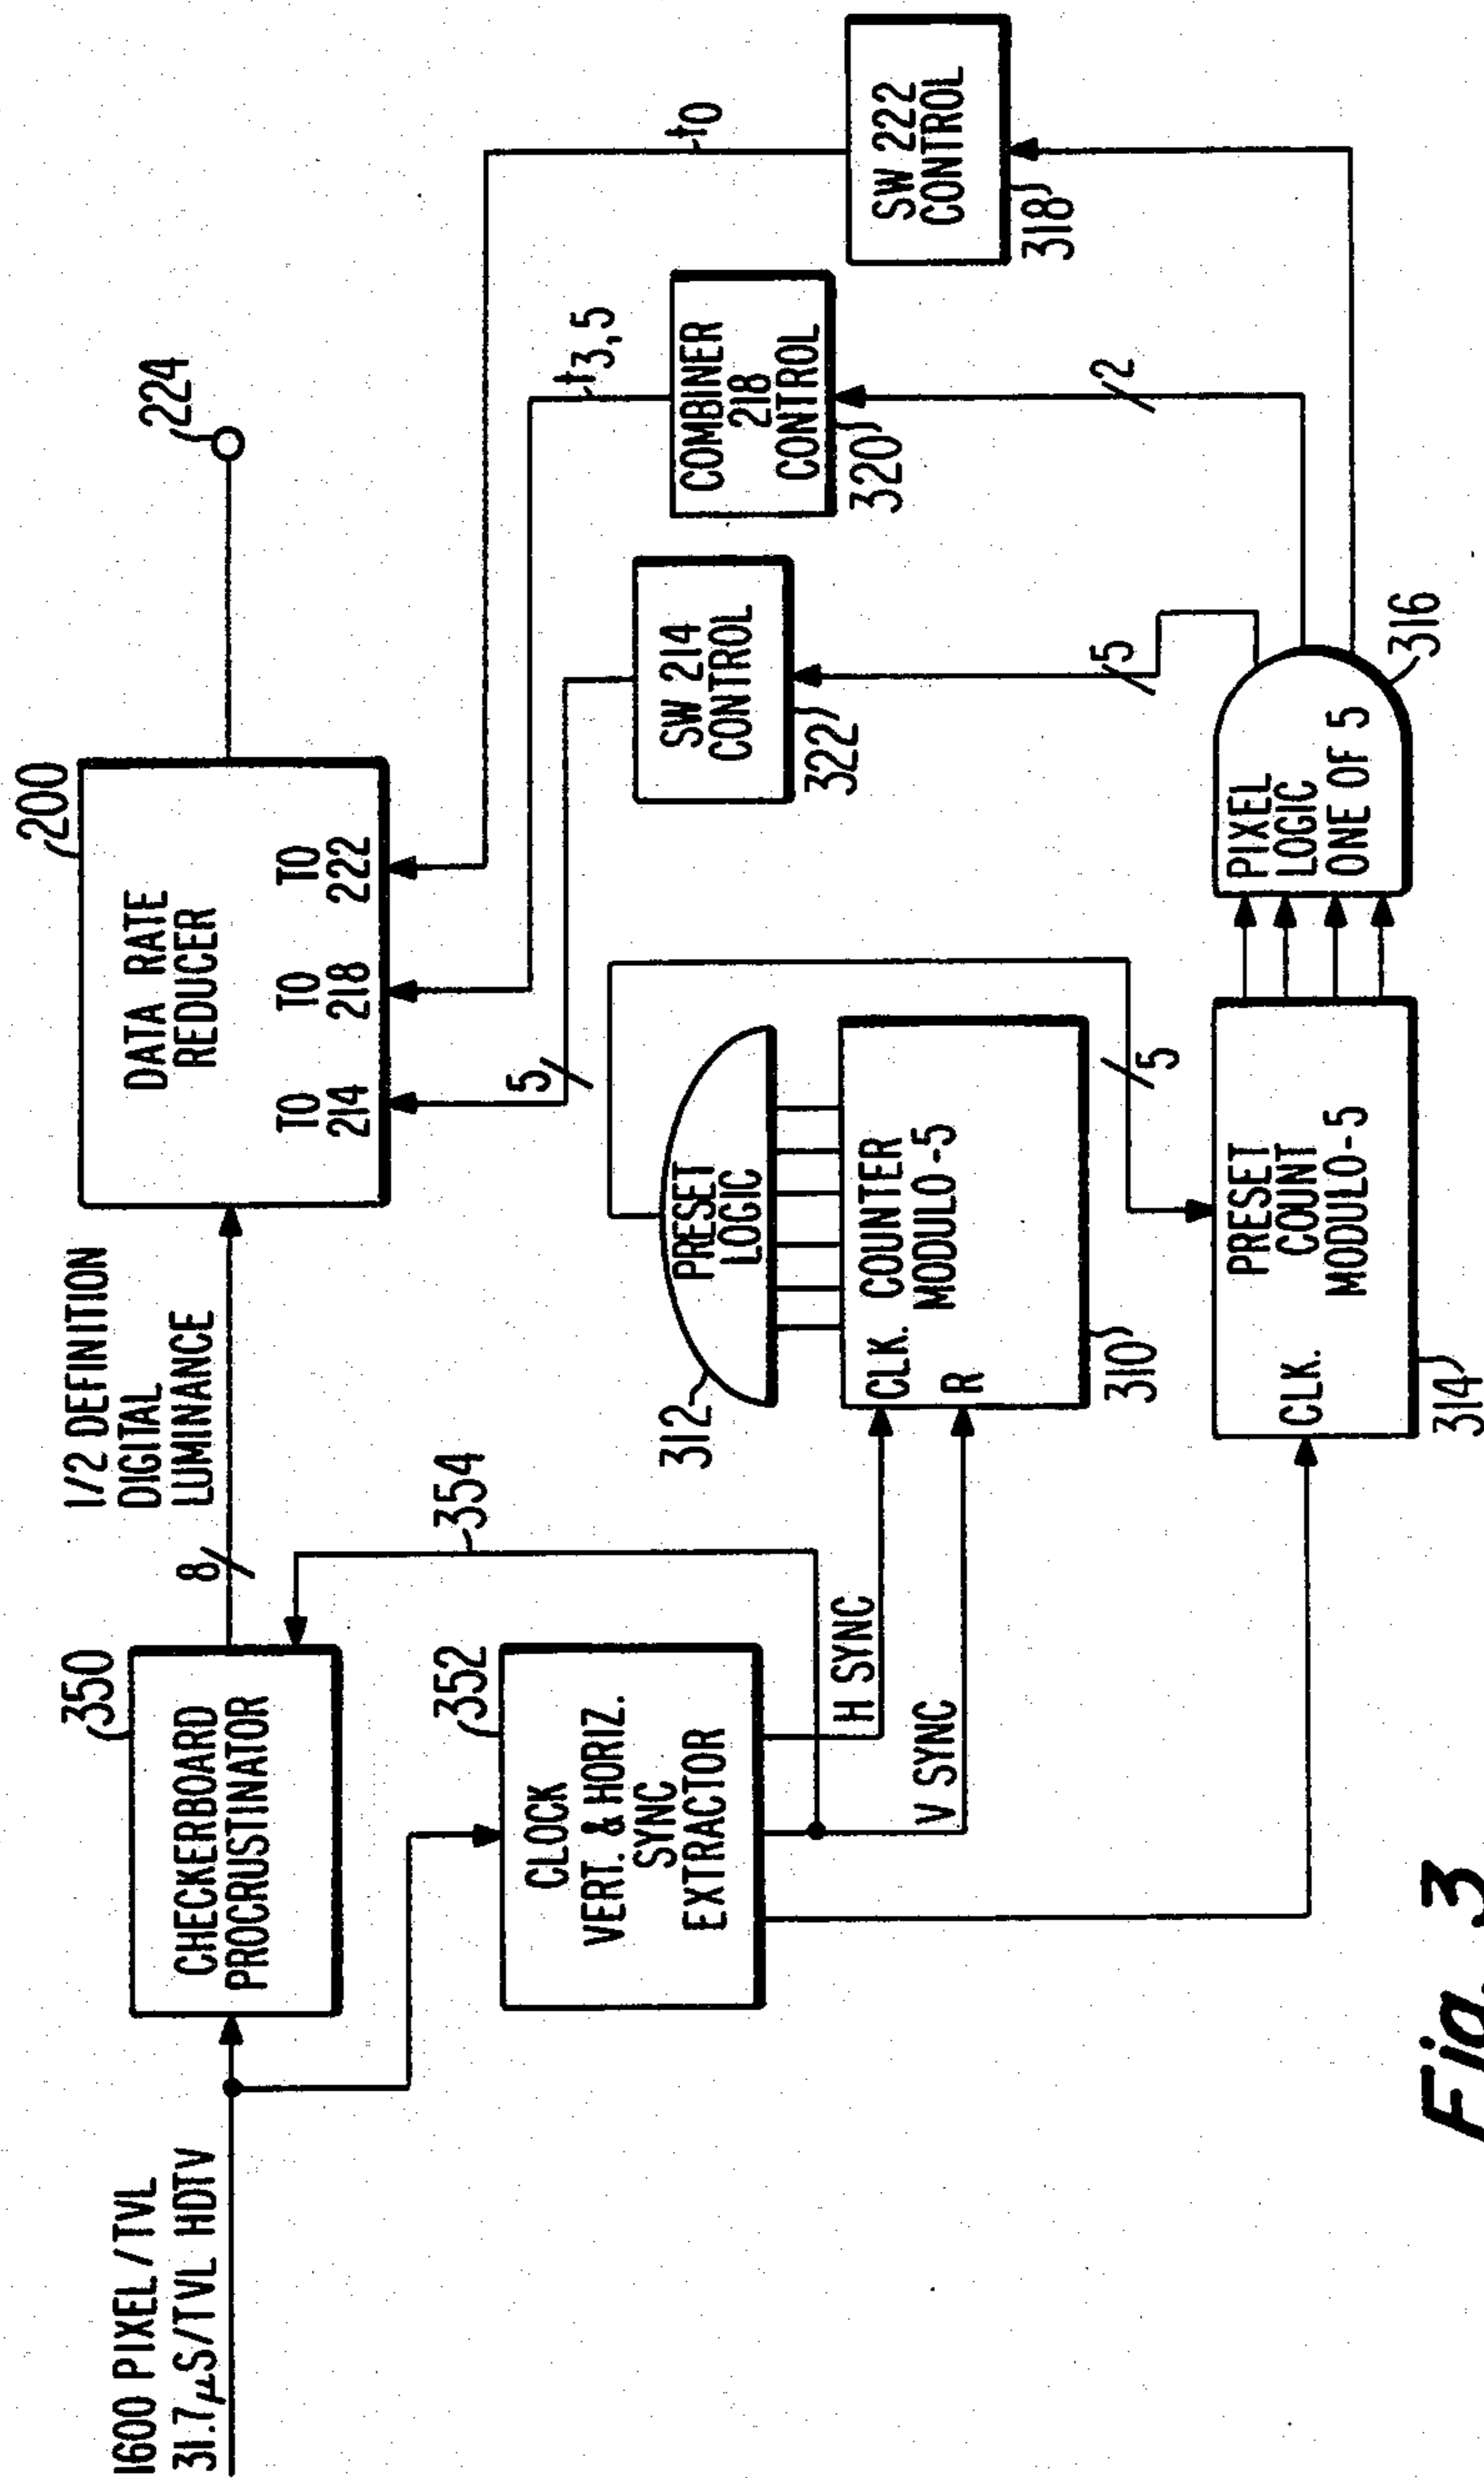 1600 PIXEL/TVL
31.7µS/TVL HDTV
350
CHECKERBOARD
PROCRUSTINATOR
8
1/2 DEFINITION
DIGITAL
LUMINANCE
200
DATA RATE
REDUCER
TO
214
TO
218
TO
222
224
352
CLOCK
VERT. & HORIZ.
SYNC
EXTRACTOR
354
H SYNC
V SYNC
312
PRESET
LOGIC
CLK.
COUNTER
MODULO-5
R
310
5
5
SW 214
CONTROL
322
t3,5
COMBINER
218
CONTROL
320
t0
SW 222
CONTROL
318
CLK.
PRESET
COUNT
MODULO-5
314
PIXEL
LOGIC
ONE OF 5
316
5
2
Fig. 3